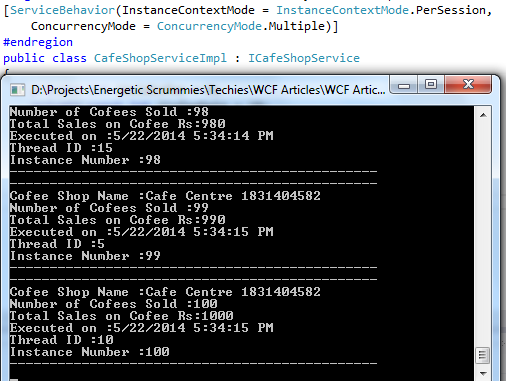 [ServiceBehavior(InstanceContextMode = InstanceContextMode.PerSession,
ConcurrencyMode = ConcurrencyMode.Multiple)]
#endregion
public class CafeShopServiceImpl : ICafeShopService
D:\Projects\Energetic Scrummies\Techies\WCF Articles\WCF Artic...
Number of Cofees Sold :98
Total Sales on Cofee Rs:980
Executed on :5/22/2014 5:34:14 PM
Thread ID :15
Instance Number :98
----------------------------------------------
----------------------------------------------
Cofee Shop Name :Cafe Centre 1831404582
Number of Cofees Sold :99
Total Sales on Cofee Rs:990
Executed on :5/22/2014 5:34:15 PM
Thread ID :5
Instance Number :99
----------------------------------------------
----------------------------------------------
Cofee Shop Name :Cafe Centre 1831404582
Number of Cofees Sold :100
Total Sales on Cofee Rs:1000
Executed on :5/22/2014 5:34:15 PM
Thread ID :10
Instance Number :100
----------------------------------------------